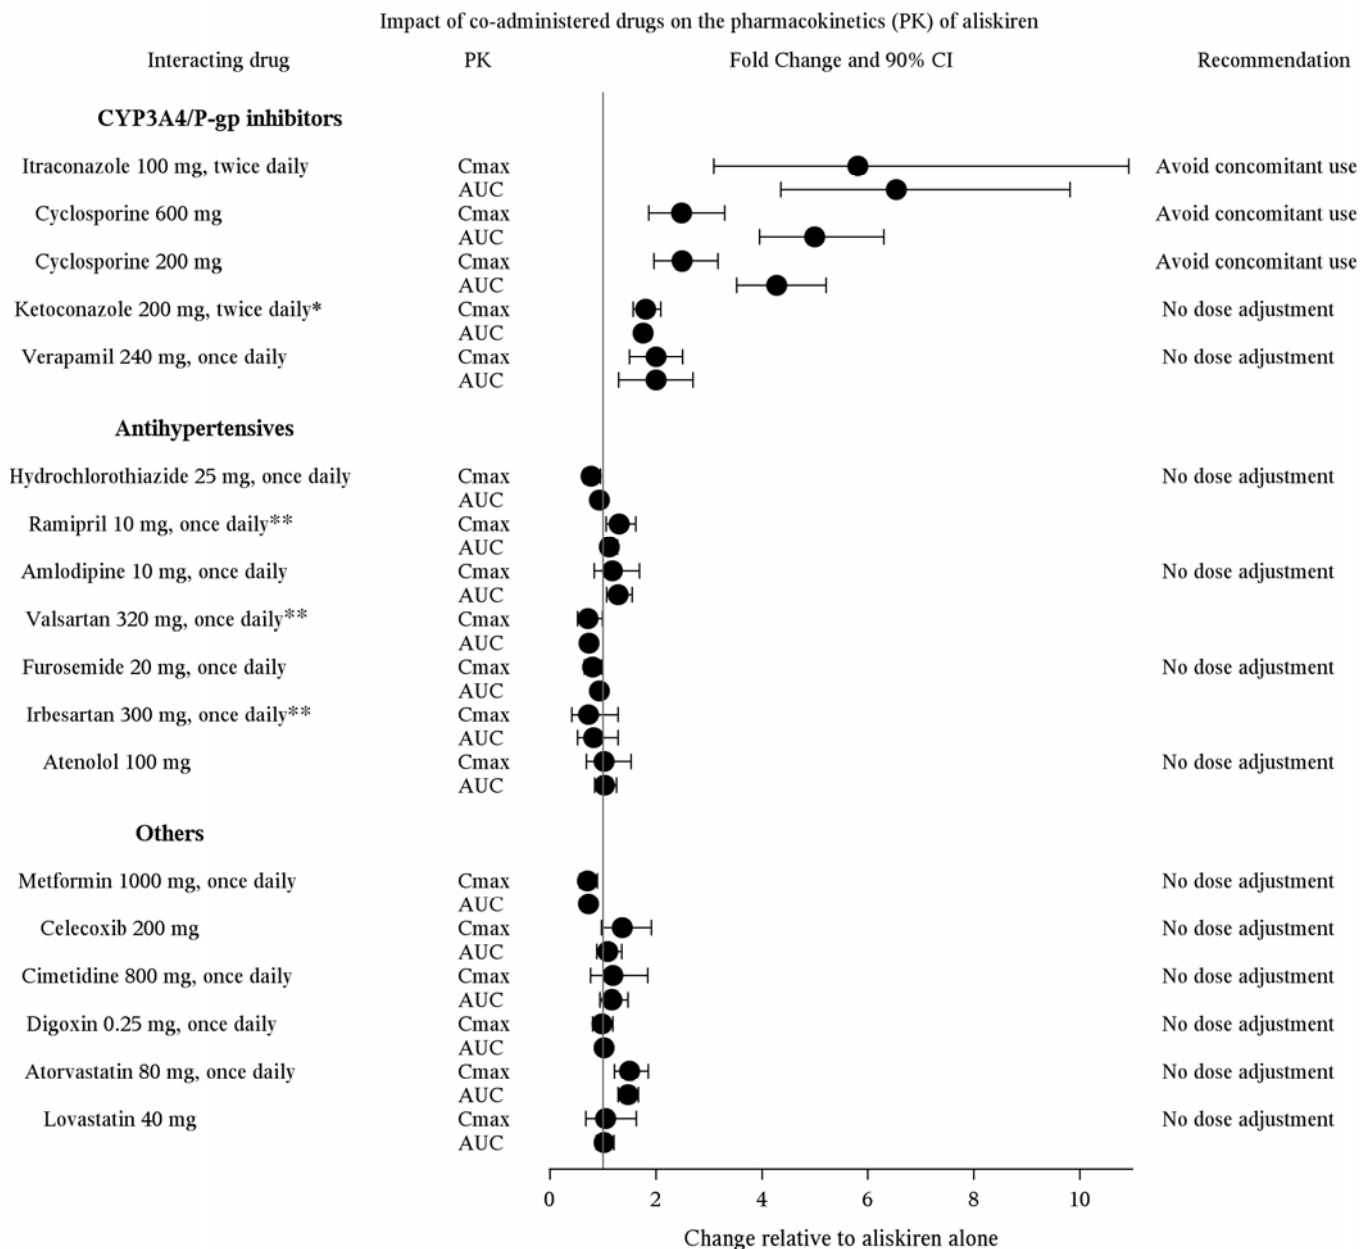 Impact of co-administered drugs on the pharmacokinetics (PK) of aliskiren
Interacting drug PK Fold Change and 90% CI Recommendation
CYP3A4/P-gp inhibitors
Itraconazole 100 mg, twice daily Cmax Avoid concomitant use
AUC
Cyclosporine 600 mg Cmax Avoid concomitant use
AUC
Cyclosporine 200 mg Cmax Avoid concomitant use
AUC
Ketoconazole 200 mg, twice daily* Cmax No dose adjustment
AUC
Verapamil 240 mg, once daily Cmax No dose adjustment
AUC
Antihypertensives
Hydrochlorothiazide 25 mg, once daily Cmax No dose adjustment
AUC
Ramipril 10 mg, once daily** Cmax
AUC
Amlodipine 10 mg, once daily Cmax No dose adjustment
AUC
Valsartan 320 mg, once daily** Cmax
AUC
Furosemide 20 mg, once daily Cmax No dose adjustment
AUC
Irbesartan 300 mg, once daily** Cmax
AUC
Atenolol 100 mg Cmax No dose adjustment
AUC
Others
Metformin 1000 mg, once daily Cmax No dose adjustment
AUC
Celecoxib 200 mg Cmax No dose adjustment
AUC
Cimetidine 800 mg, once daily Cmax No dose adjustment
AUC
Digoxin 0.25 mg, once daily Cmax No dose adjustment
AUC
Atorvastatin 80 mg, once daily Cmax No dose adjustment
AUC
Lovastatin 40 mg Cmax No dose adjustment
AUC
0 2 4 6 8 10
Change relative to aliskiren alone